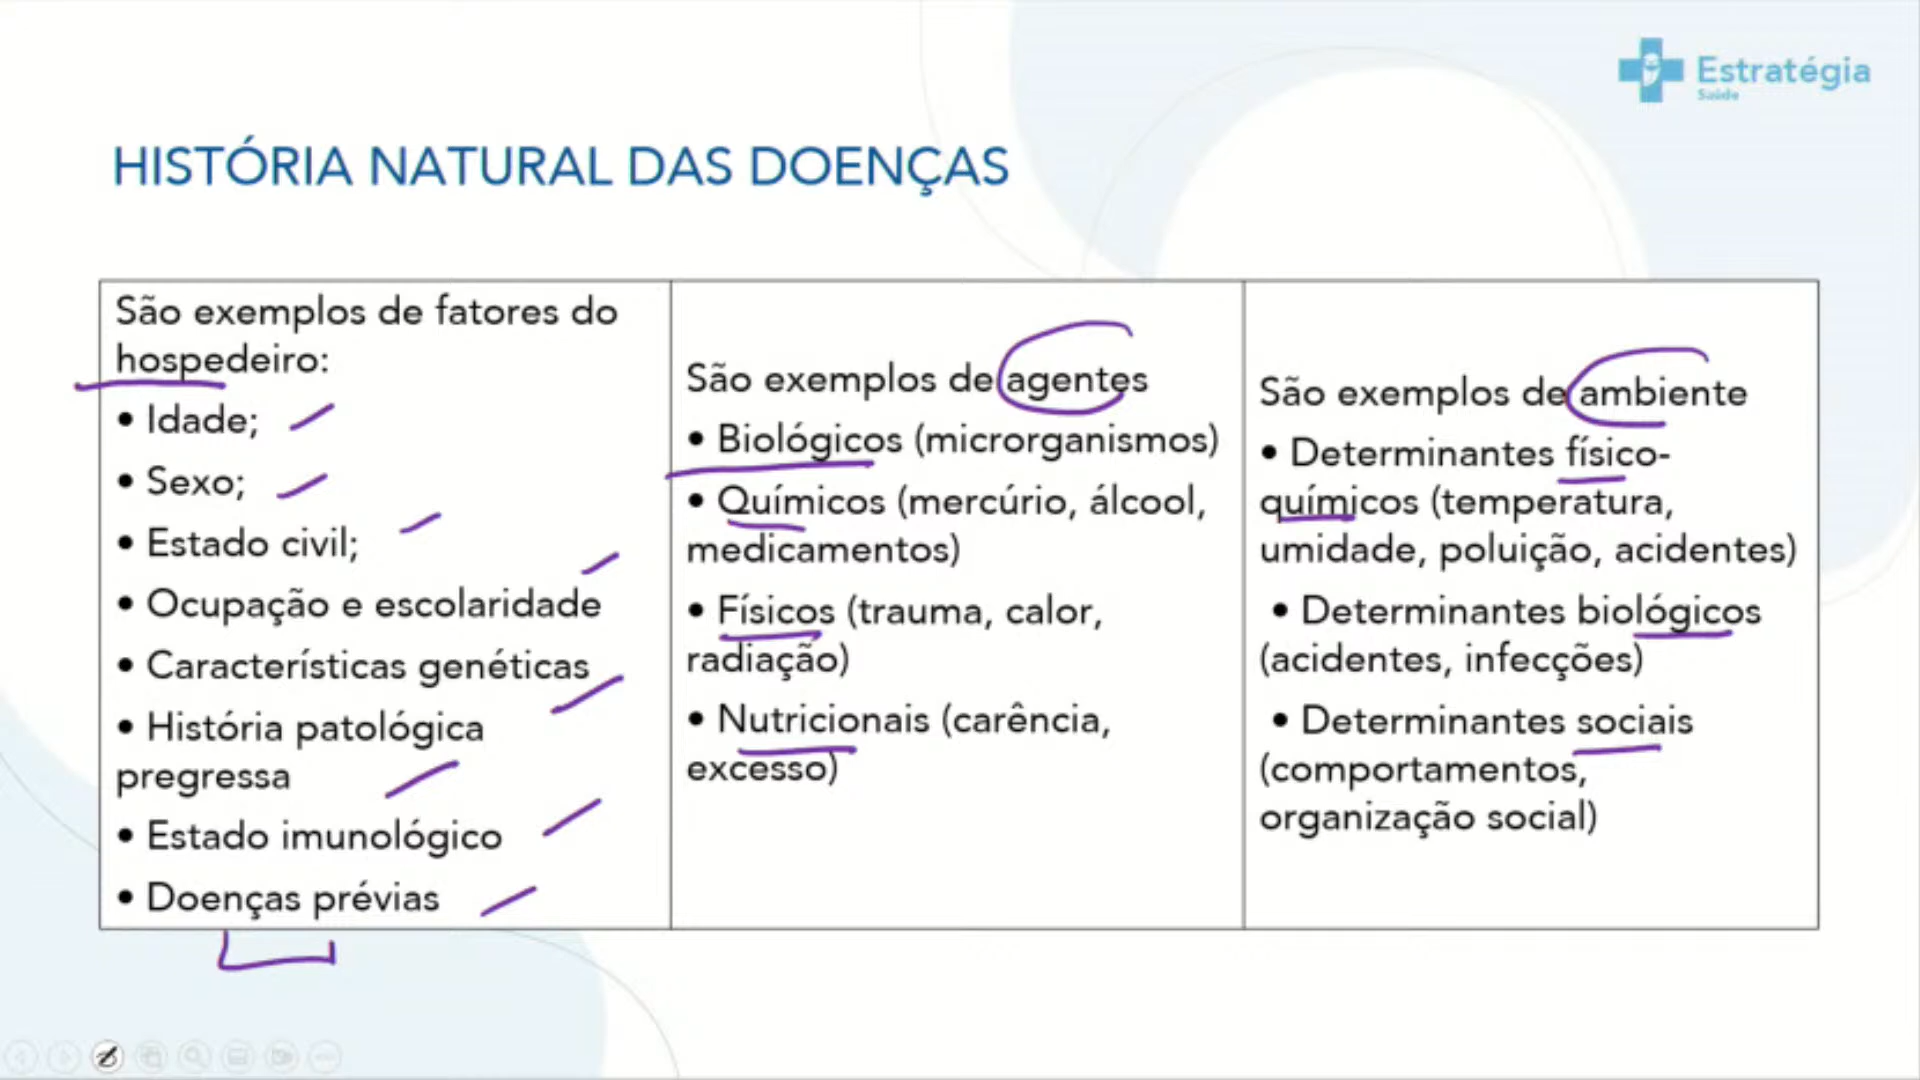 Estratégia
Saúde
HISTÓRIA NATURAL DAS DOENÇAS
São exemplos de fatores do
hospedeiro:
• Idade;
• Sexo;
• Estado civil;
• Ocupação e escolaridade
• Características genéticas
• História patológica
pregressa
• Estado imunológico
• Doenças prévias
São exemplos de agentes
• Biológicos (microrganismos)
• Químicos (mercúrio, álcool,
medicamentos)
• Físicos (trauma, calor,
radiação)
• Nutricionais (carência,
excesso)
São exemplos de ambiente
• Determinantes físico-
químicos (temperatura,
umidade, poluição, acidentes)
• Determinantes biológicos
(acidentes, infecções)
• Determinantes sociais
(comportamentos,
organização social)